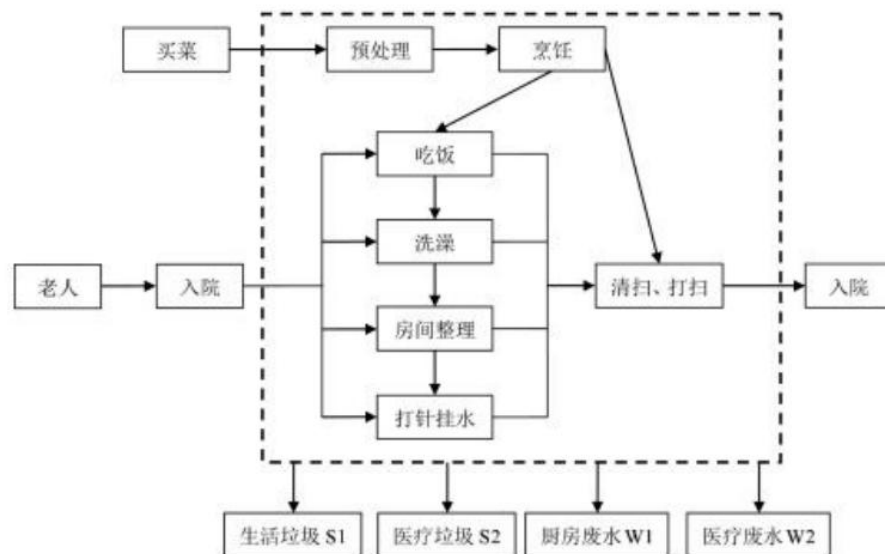 买菜
预处理
烹饪
吃饭
洗澡
老人
入院
清扫、打扫
入院
房间整理
打针挂水
生活垃圾 S1
医疗垃圾 S2
厨房废水 W1
医疗废水 W2